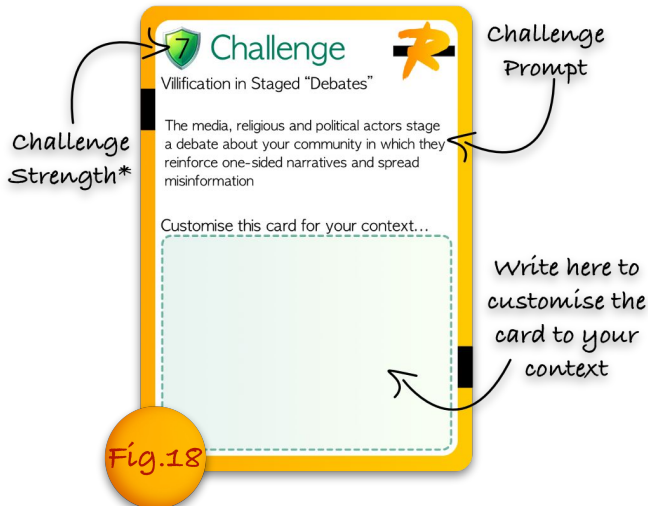 7 Challenge R
Villification in Staged “Debates”
The media, religious and political actors stage
a debate about your community in which they
reinforce one-sided narratives and spread
misinformation
Customise this card for your context...
Challenge
Prompt
Challenge
Strength*
Write here to
customise the
card to your
context
Fig.18